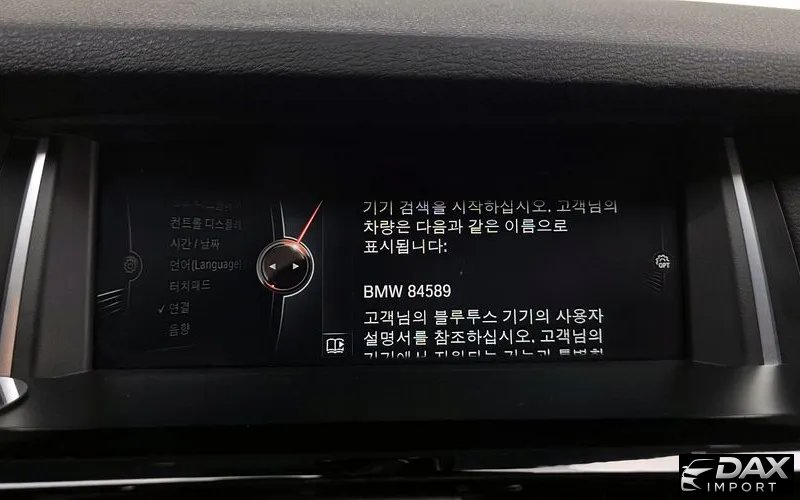 컨트롤 디스플레
시간 / 날짜
언어(Language)
터치패드
✓ 연결
음향
기기 검색을 시작하십시오. 고객님의
차량은 다음과 같은 이름으로
표시됩니다:
BMW 84589
고객님의 블루투스 기기의 사용자
설명서를 참조하십시오. 고객님의
OPT
DAX
IMPORT